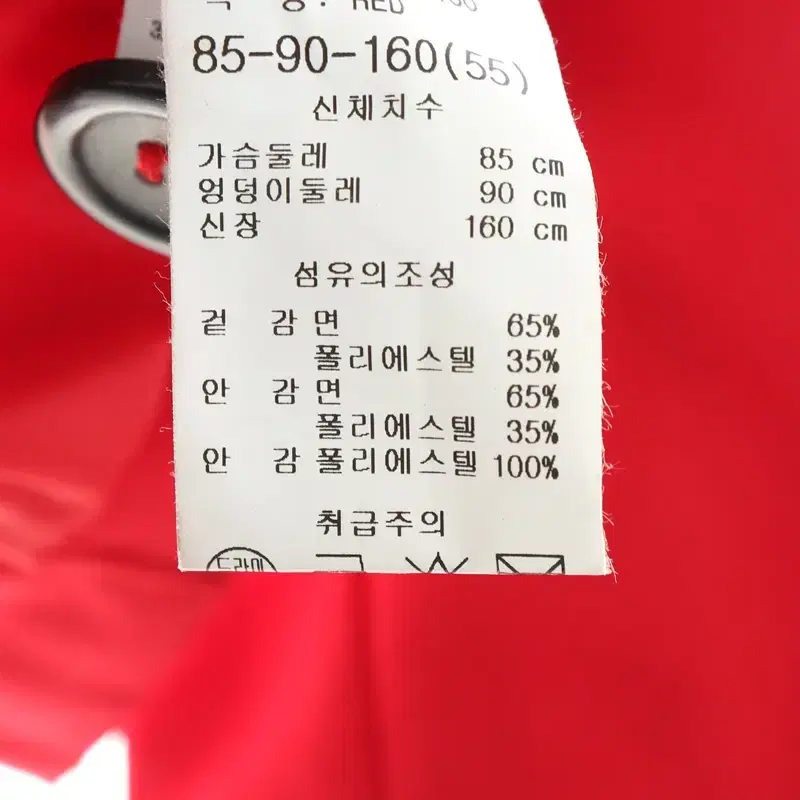 RED
85-90-160(55)
신체치수
가슴둘레 85 cm
엉덩이둘레 90 cm
신장 160 cm
섬유의조성
겉 감 면 65%
폴리에스텔 35%
안 감 면 65%
폴리에스텔 35%
안 감 폴리에스텔 100%
취급주의
드라이